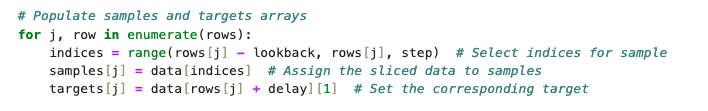 # Populate samples and targets arrays
for j, row in enumerate(rows):
    indices = range(rows[j] - lookback, rows[j], step)  # Select indices for sample
    samples[j] = data[indices]  # Assign the sliced data to samples
    targets[j] = data[rows[j] + delay][1]  # Set the corresponding target